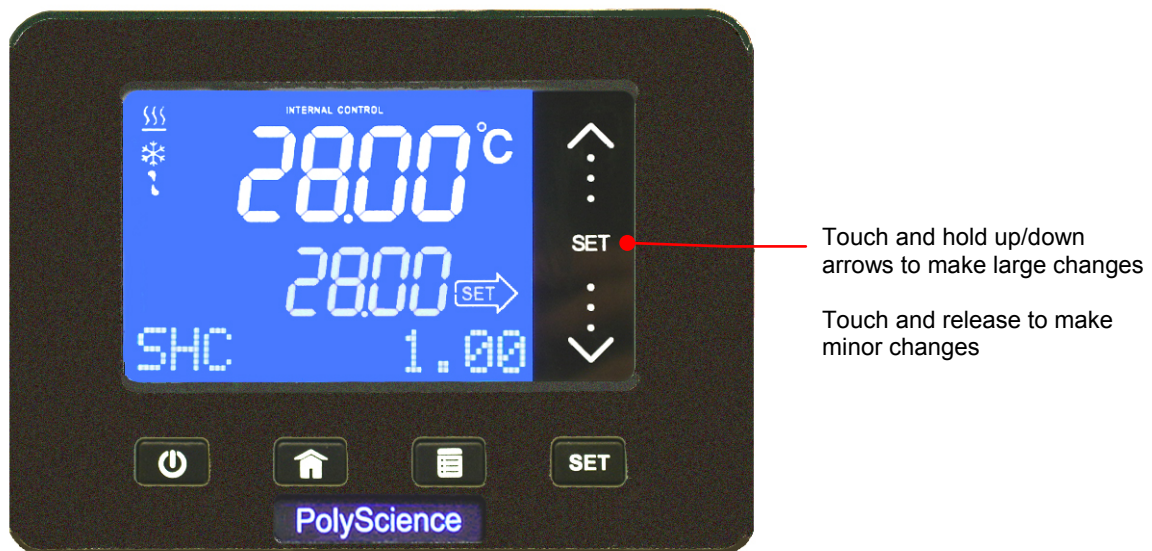 INTERNAL CONTROL
28.00°C
SET
28.00 SET
SHC 1.00
SET
PolyScience
Touch and hold up/down
arrows to make large changes
Touch and release to make
minor changes